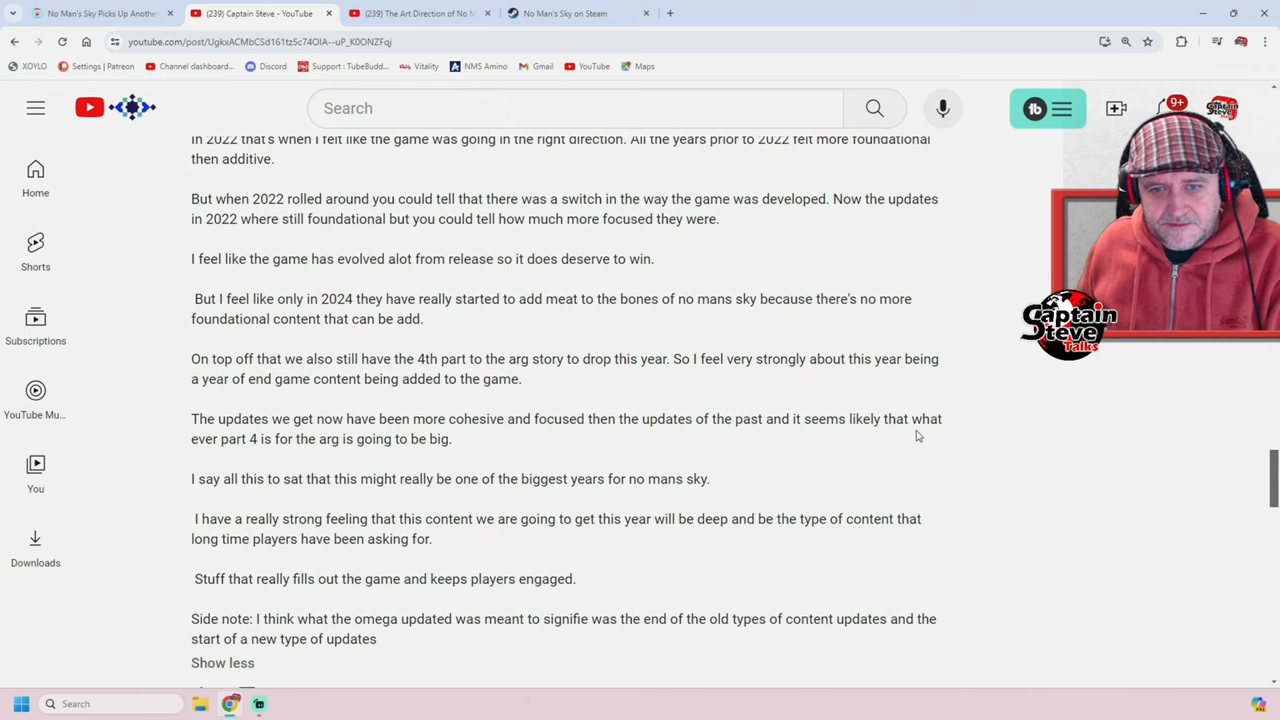 No Man's Sky Picks Up Anothe
(239) Captain Steve - YouTube
(239) The Art Direction of No M
No Man's Sky on Steam
youtube.com/post/UgkxACMbCSd161tz5c74OIA--uP_K0ONZFqj
XOYLO
Settings | Patreon
Channel dashboard...
Discord
Support : TubeBudd...
Vitality
NMS Amino
Gmail
YouTube
Maps
Search
9+
In 2022 that's when I felt like the game was going in the right direction. All the years prior to 2022 felt more foundational
then additive.
But when 2022 rolled around you could tell that there was a switch in the way the game was developed. Now the updates
in 2022 where still foundational but you could tell how much more focused they were.
I feel like the game has evolved alot from release so it does deserve to win.
But I feel like only in 2024 they have really started to add meat to the bones of no mans sky because there's no more
foundational content that can be add.
On top off that we also still have the 4th part to the arg story to drop this year. So I feel very strongly about this year being
a year of end game content being added to the game.
The updates we get now have been more cohesive and focused then the updates of the past and it seems likely that what
ever part 4 is for the arg is going to be big.
I say all this to sat that this might really be one of the biggest years for no mans sky.
I have a really strong feeling that this content we are going to get this year will be deep and be the type of content that
long time players have been asking for.
Stuff that really fills out the game and keeps players engaged.
Side note: I think what the omega updated was meant to signifie was the end of the old types of content updates and the
start of a new type of updates
Show less
Home
Shorts
Subscriptions
YouTube Mu...
You
Downloads
Captain
Steve
Talks
Search